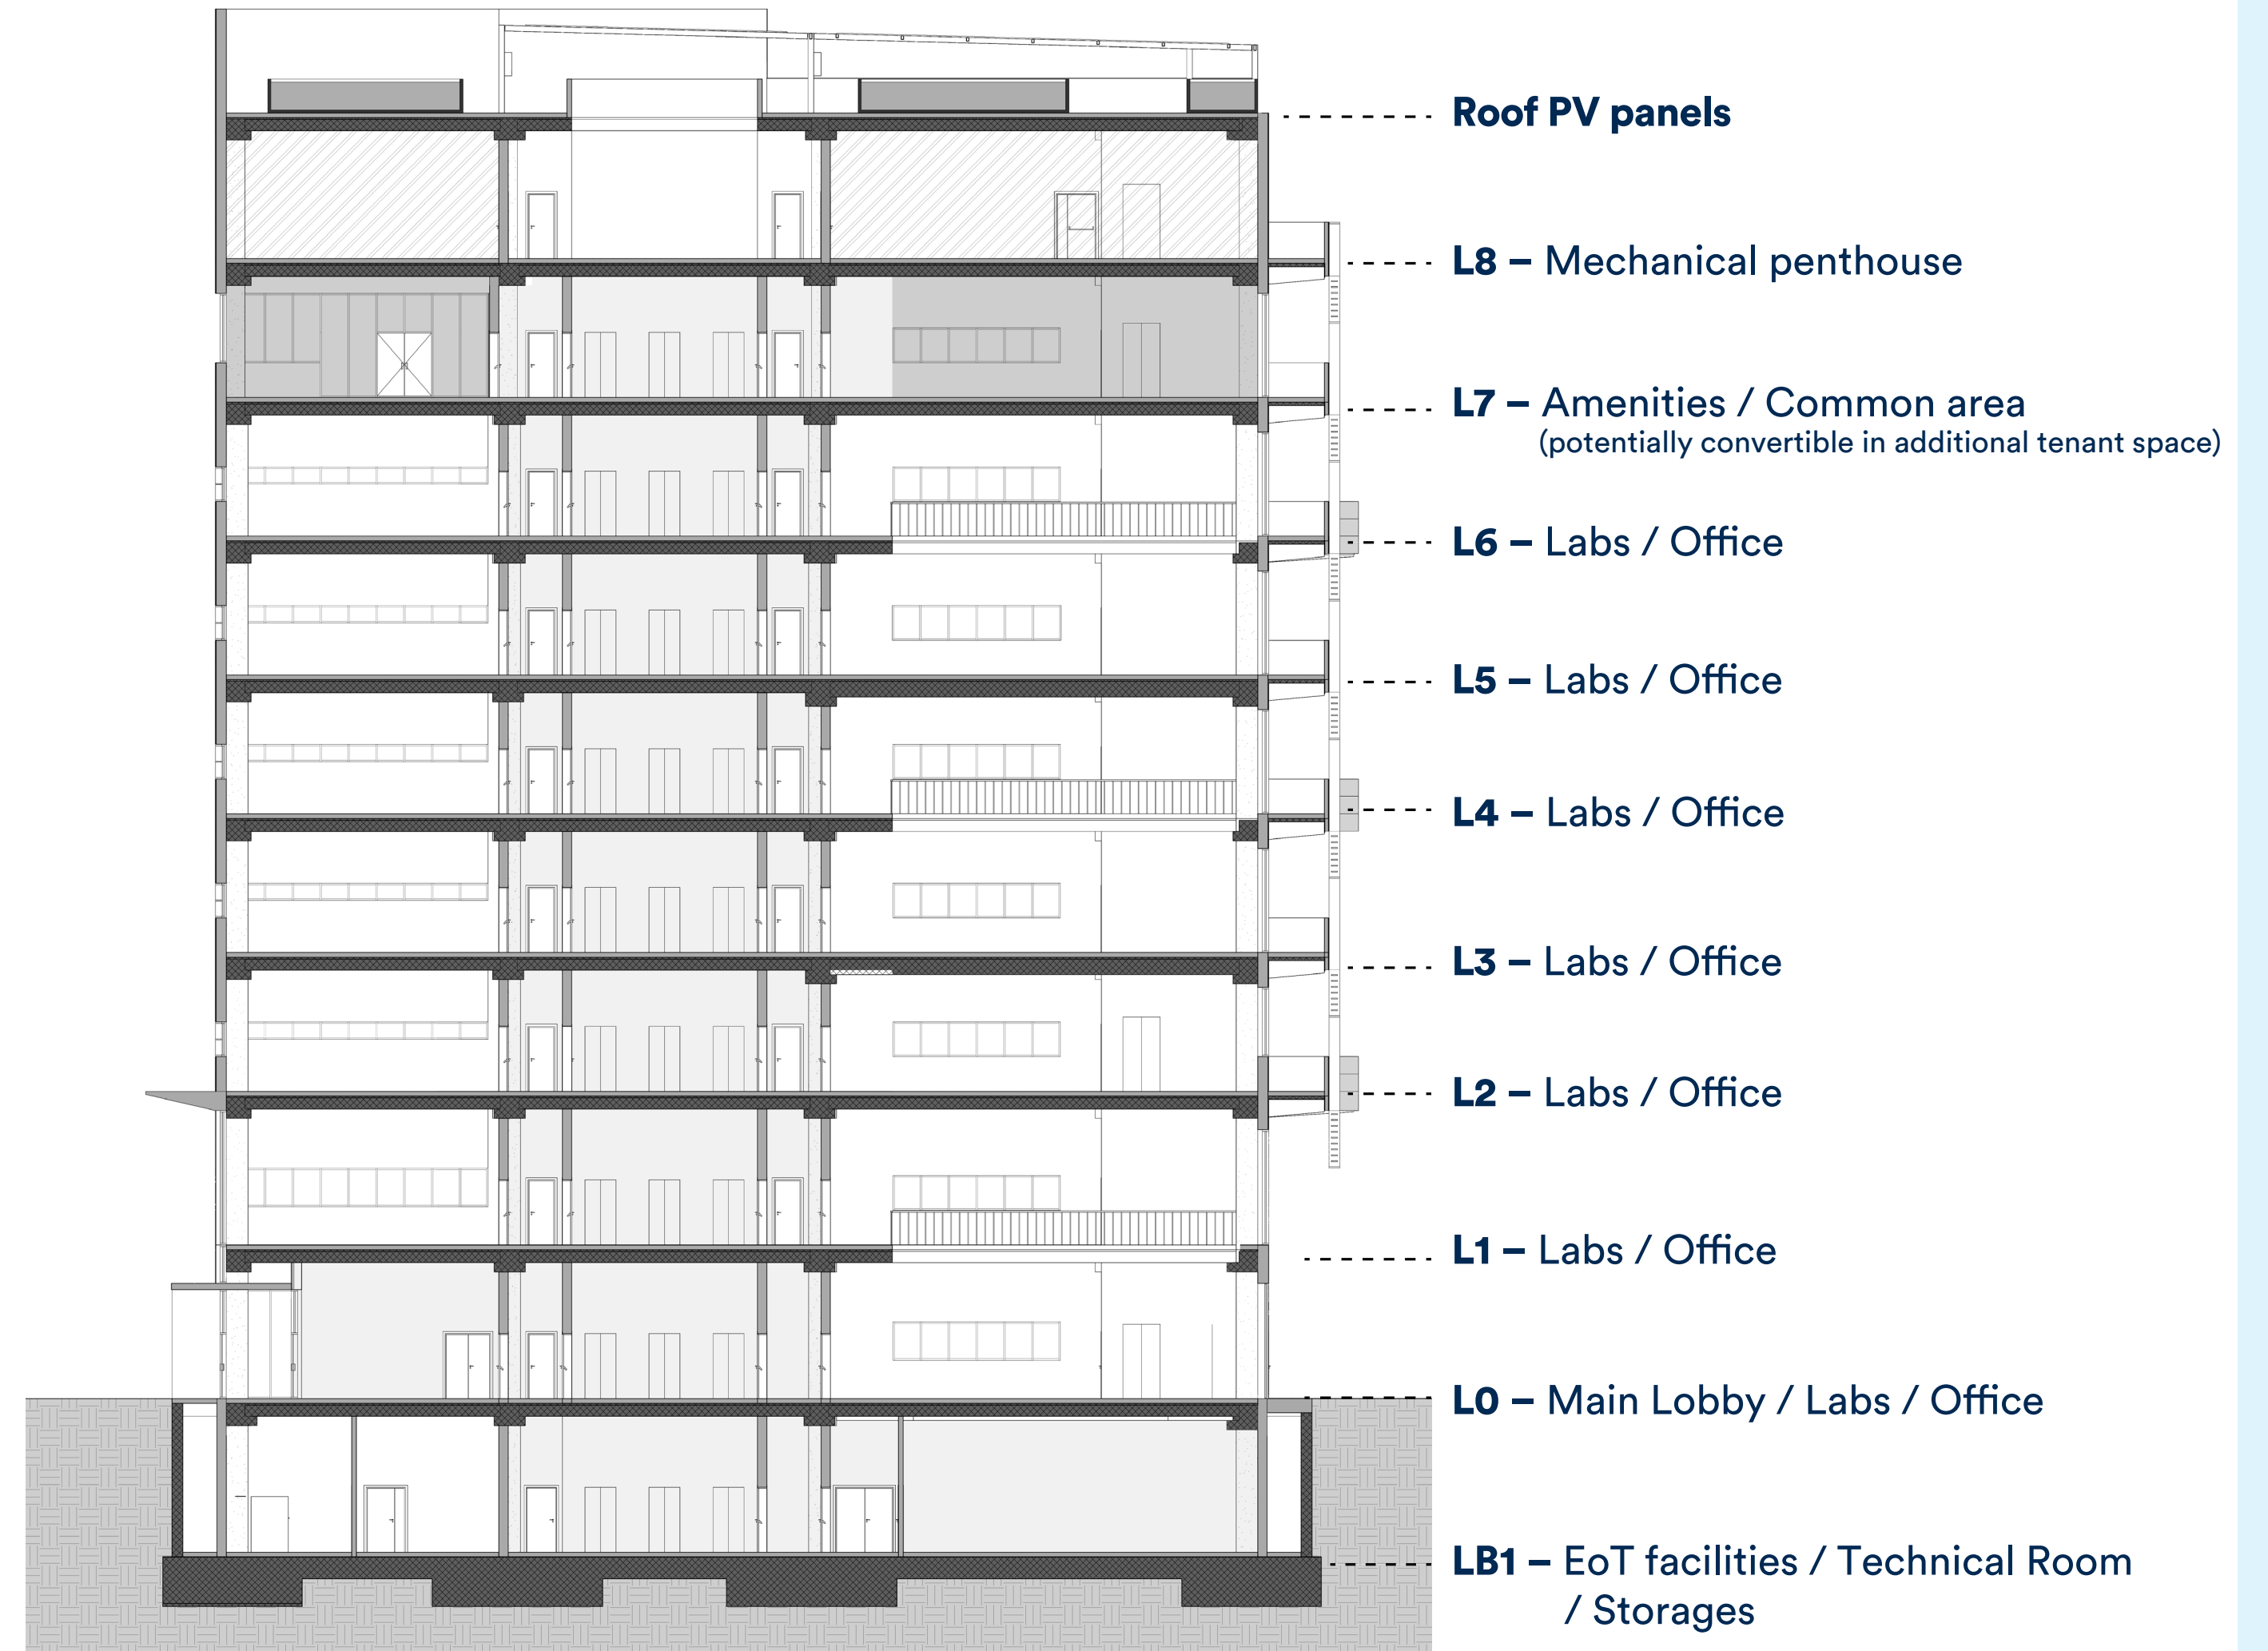 Roof PV panels
L8 – Mechanical penthouse
L7 – Amenities / Common area
(potentially convertible in additional tenant space)
L6 – Labs / Office
L5 – Labs / Office
L4 – Labs / Office
L3 – Labs / Office
L2 – Labs / Office
L1 – Labs / Office
L0 – Main Lobby / Labs / Office
LB1 – EoT facilities / Technical Room
/ Storages